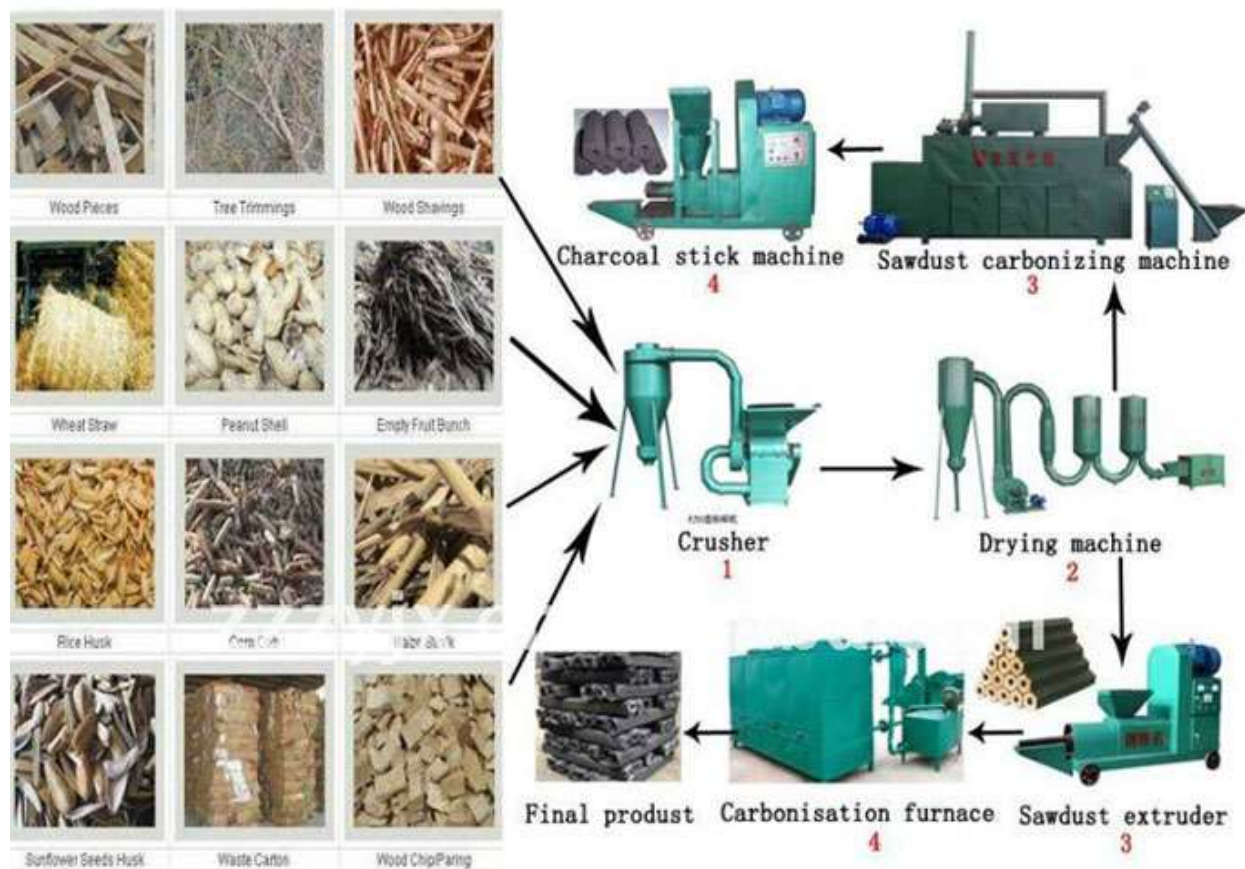 Wood Pieces
Tree Trimmings
Wood Shavings
Wheat Straw
Peanut Shell
Empty Fruit Bunch
Rice Husk
Corn Cob
Sunflower Seeds Husk
Waste Carton
Wood Chip/Paring
Charcoal stick machine
4
Sawdust carbonizing machine
3
Crusher
1
Drying machine
2
Final produst
Carbonisation furnace
4
Sawdust extruder
3